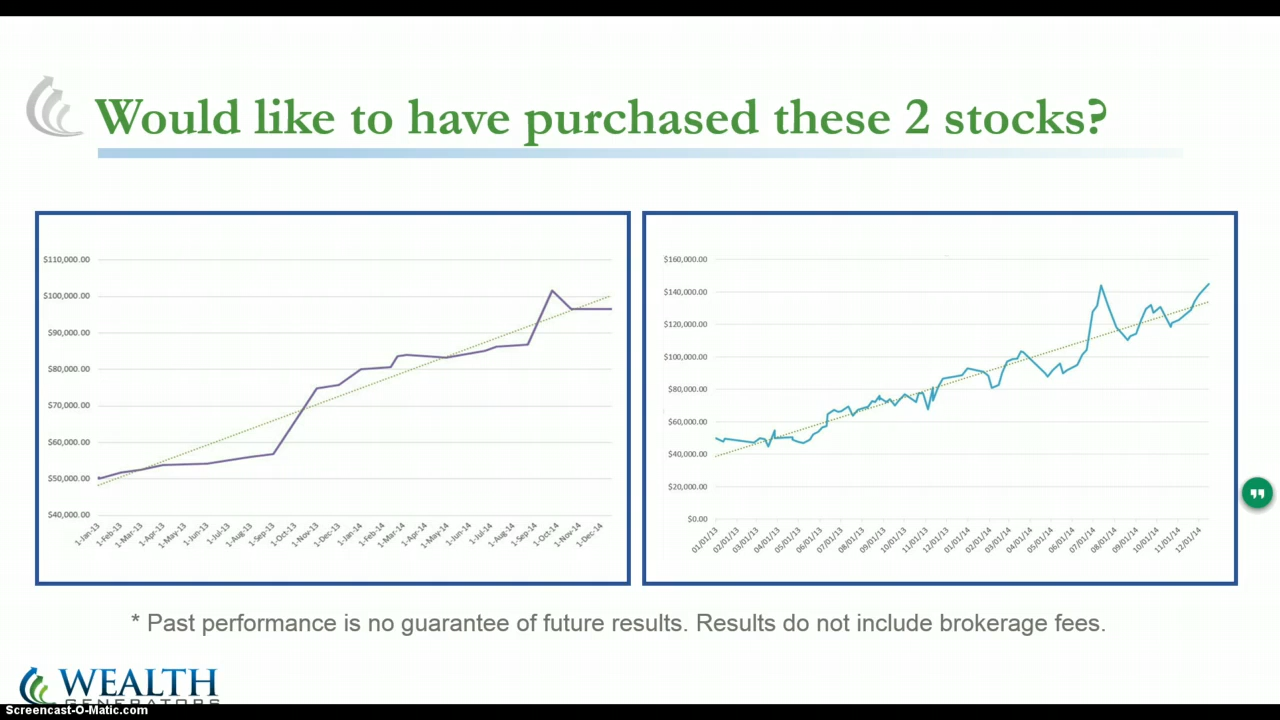 Would like to have purchased these 2 stocks?
$110,000.00
$100,000.00
$90,000.00
$80,000.00
$70,000.00
$60,000.00
$50,000.00
$40,000.00
1-Jan-13
1-Feb-13
1-Mar-13
1-Apr-13
1-May-13
1-Jun-13
1-Jul-13
1-Aug-13
1-Sep-13
1-Oct-13
1-Nov-13
1-Dec-13
1-Jan-14
1-Feb-14
1-Mar-14
1-Apr-14
1-May-14
1-Jun-14
1-Jul-14
1-Aug-14
1-Sep-14
1-Oct-14
1-Nov-14
1-Dec-14
$160,000.00
$140,000.00
$120,000.00
$100,000.00
$80,000.00
$60,000.00
$40,000.00
$20,000.00
$0.00
01/01/13
02/01/13
03/01/13
04/01/13
05/01/13
06/01/13
07/01/13
08/01/13
09/01/13
10/01/13
11/01/13
12/01/13
01/01/14
02/01/14
03/01/14
04/01/14
05/01/14
06/01/14
07/01/14
08/01/14
09/01/14
10/01/14
11/01/14
12/01/14
* Past performance is no guarantee of future results. Results do not include brokerage fees.
WEALTH
GENERATORS
Screencast-O-Matic.com